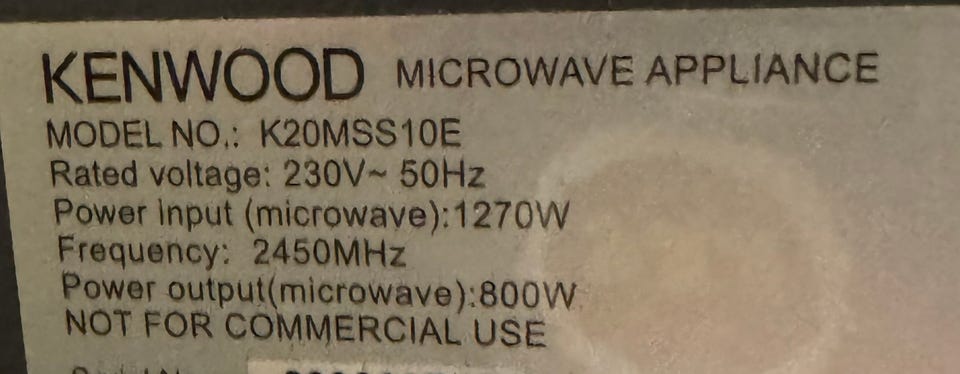 KENWOOD MICROWAVE APPLIANCE
MODEL NO.: K20MSS10E
Rated voltage: 230V~ 50Hz
Power Input (microwave):1270W
Frequency: 2450MHz
Power output(microwave):800W
NOT FOR COMMERCIAL USE